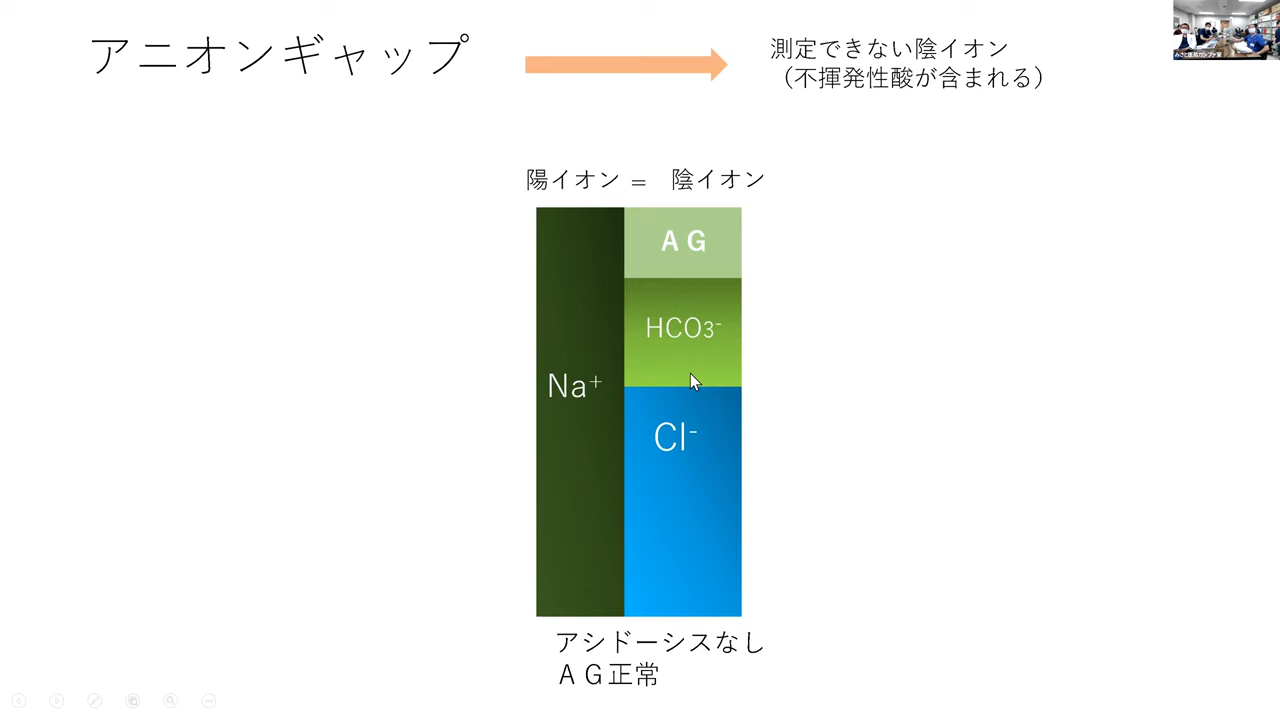 アニオンギャップ
測定できない陰イオン
（不揮発性酸が含まれる）
陽イオン ＝ 陰イオン
ＡＧ
HCO3-
Na+
Cl-
アシドーシスなし
ＡＧ正常